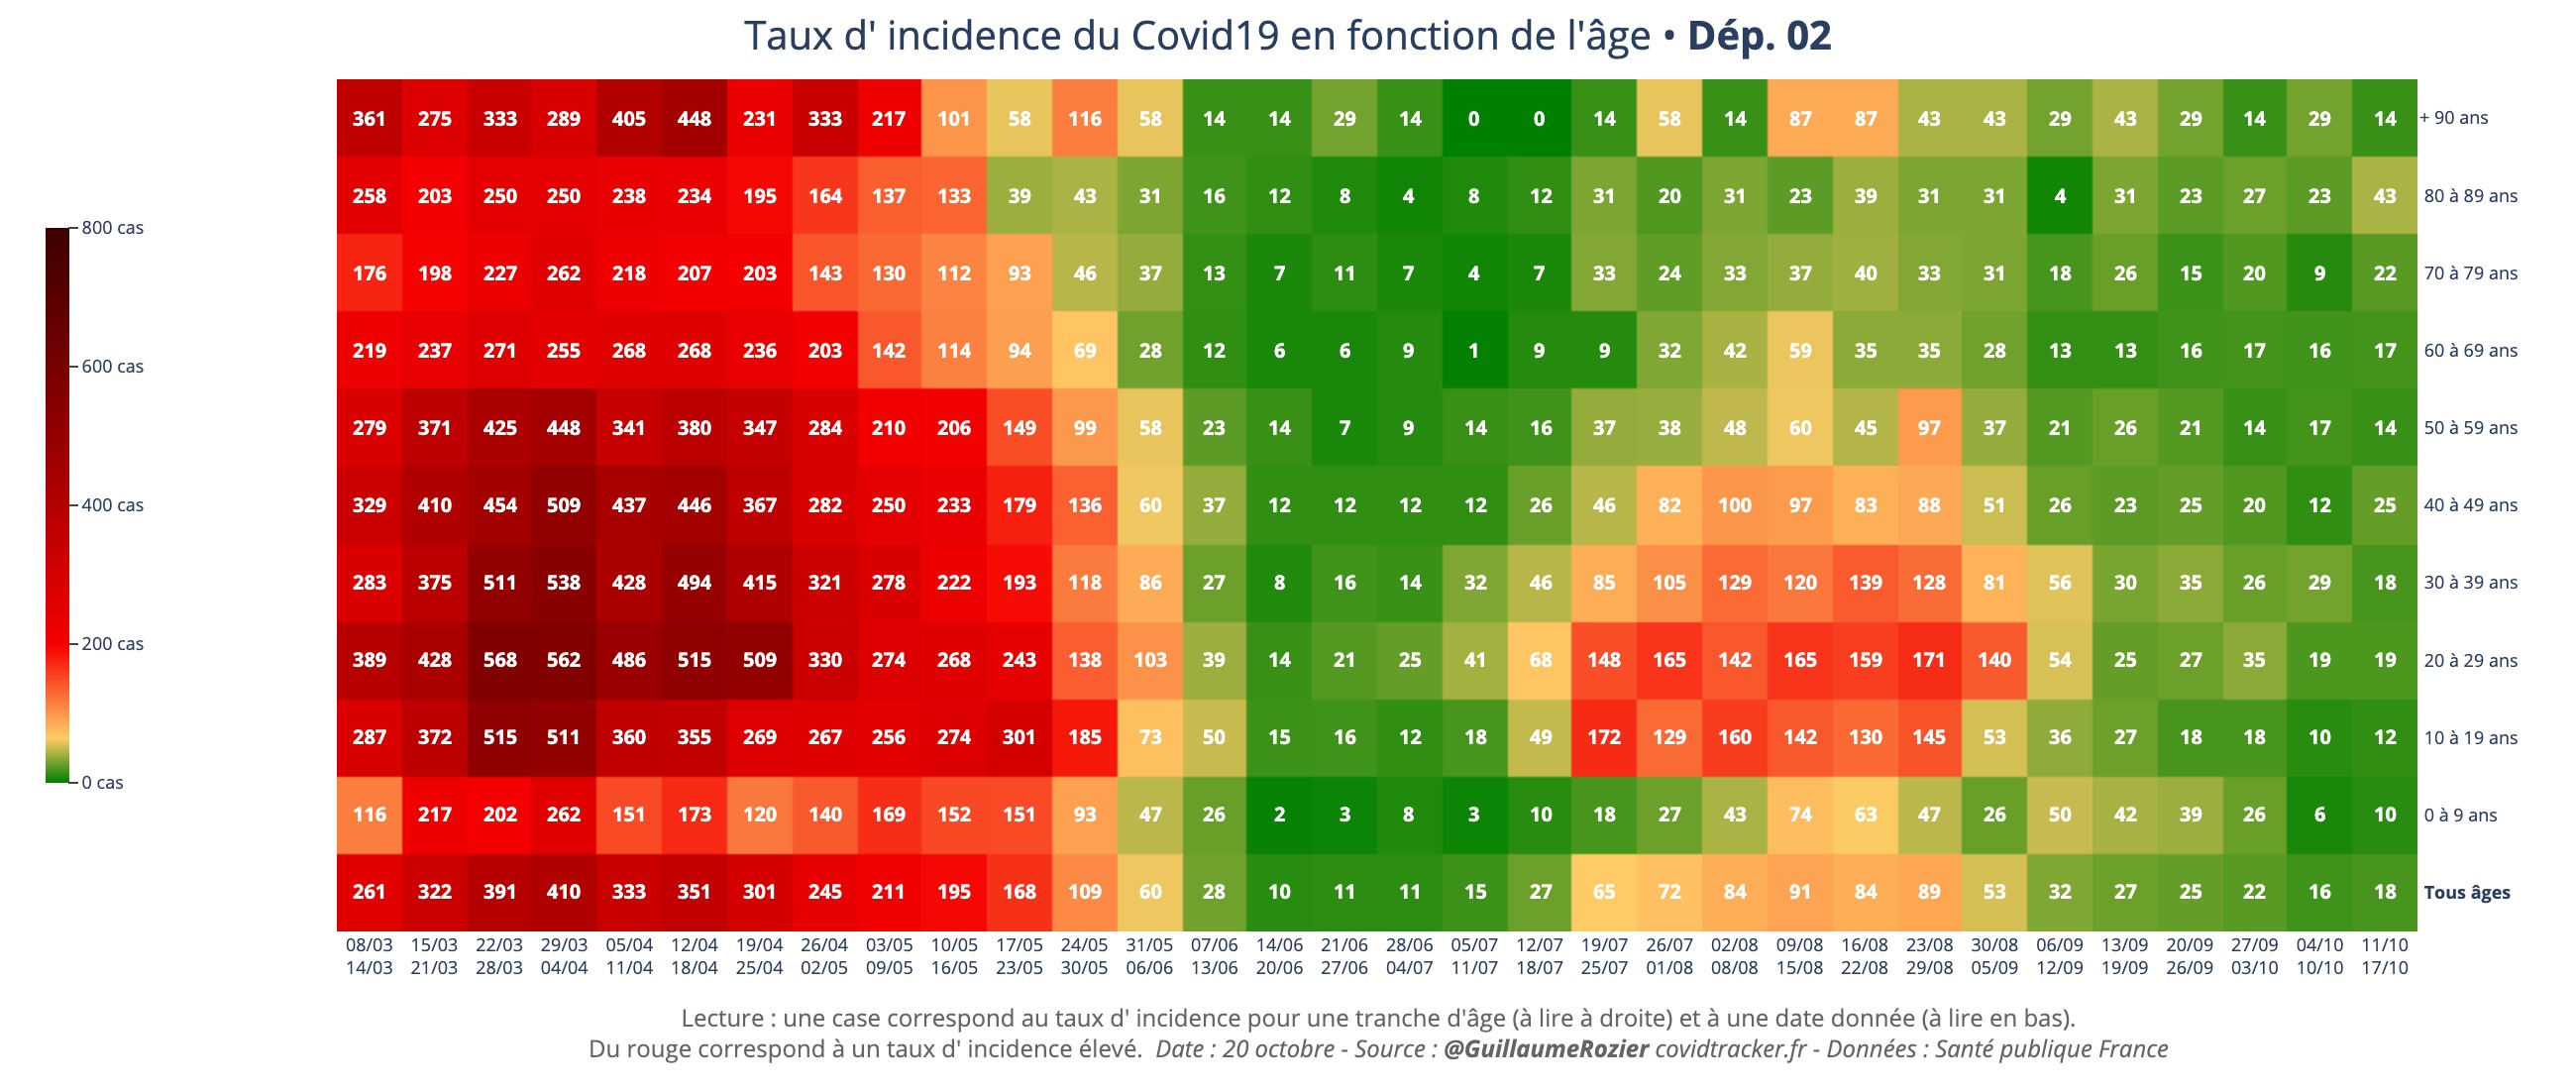 Taux d' incidence du Covid19 en fonction de l'âge • Dép. 02
800 cas
600 cas
400 cas
200 cas
0 cas
361 275 333 289 405 448 231 333 217 101 58 116 58 14 14 29 14 0 0 14 58 14 87 87 43 43 29 43 29 14 29 14 + 90 ans
258 203 250 250 238 234 195 164 137 133 39 43 31 16 12 8 4 8 12 31 20 31 23 39 31 31 4 31 23 27 23 43 80 à 89 ans
176 198 227 262 218 207 203 143 130 112 93 46 37 13 7 11 7 4 7 33 24 33 37 40 33 31 18 26 15 20 9 22 70 à 79 ans
219 237 271 255 268 268 236 203 142 114 94 69 28 12 6 6 9 1 9 9 32 42 59 35 35 28 13 13 16 17 16 17 60 à 69 ans
279 371 425 448 341 380 347 284 210 206 149 99 58 23 14 7 9 14 16 37 38 48 60 45 97 37 21 26 21 14 17 14 50 à 59 ans
329 410 454 509 437 446 367 282 250 233 179 136 60 37 12 12 12 12 26 46 82 100 97 83 88 51 26 23 25 20 12 25 40 à 49 ans
283 375 511 538 428 494 415 321 278 222 193 118 86 27 8 16 14 32 46 85 105 129 120 139 128 81 56 30 35 26 29 18 30 à 39 ans
389 428 568 562 486 515 509 330 274 268 243 138 103 39 14 21 25 41 68 148 165 142 165 159 171 140 54 25 27 35 19 19 20 à 29 ans
287 372 515 511 360 355 269 267 256 274 301 185 73 50 15 16 12 18 49 172 129 160 142 130 145 53 36 27 18 18 10 12 10 à 19 ans
116 217 202 262 151 173 120 140 169 152 151 93 47 26 2 3 8 3 10 18 27 43 74 63 47 26 50 42 39 26 6 10 0 à 9 ans
261 322 391 410 333 351 301 245 211 195 168 109 60 28 10 11 11 15 27 65 72 84 91 84 89 53 32 27 25 22 16 18 Tous âges
08/03 15/03 22/03 29/03 05/04 12/04 19/04 26/04 03/05 10/05 17/05 24/05 31/05 07/06 14/06 21/06 28/06 05/07 12/07 19/07 26/07 02/08 09/08 16/08 23/08 30/08 06/09 13/09 20/09 27/09 04/10 11/10
14/03 21/03 28/03 04/04 11/04 18/04 25/04 02/05 09/05 16/05 23/05 30/05 06/06 13/06 20/06 27/06 04/07 11/07 18/07 25/07 01/08 08/08 15/08 22/08 29/08 05/09 12/09 19/09 26/09 03/10 10/10 17/10
Lecture : une case correspond au taux d' incidence pour une tranche d'âge (à lire à droite) et à une date donnée (à lire en bas).
Du rouge correspond à un taux d' incidence élevé. Date : 20 octobre - Source : @GuillaumeRozier covidtracker.fr - Données : Santé publique France